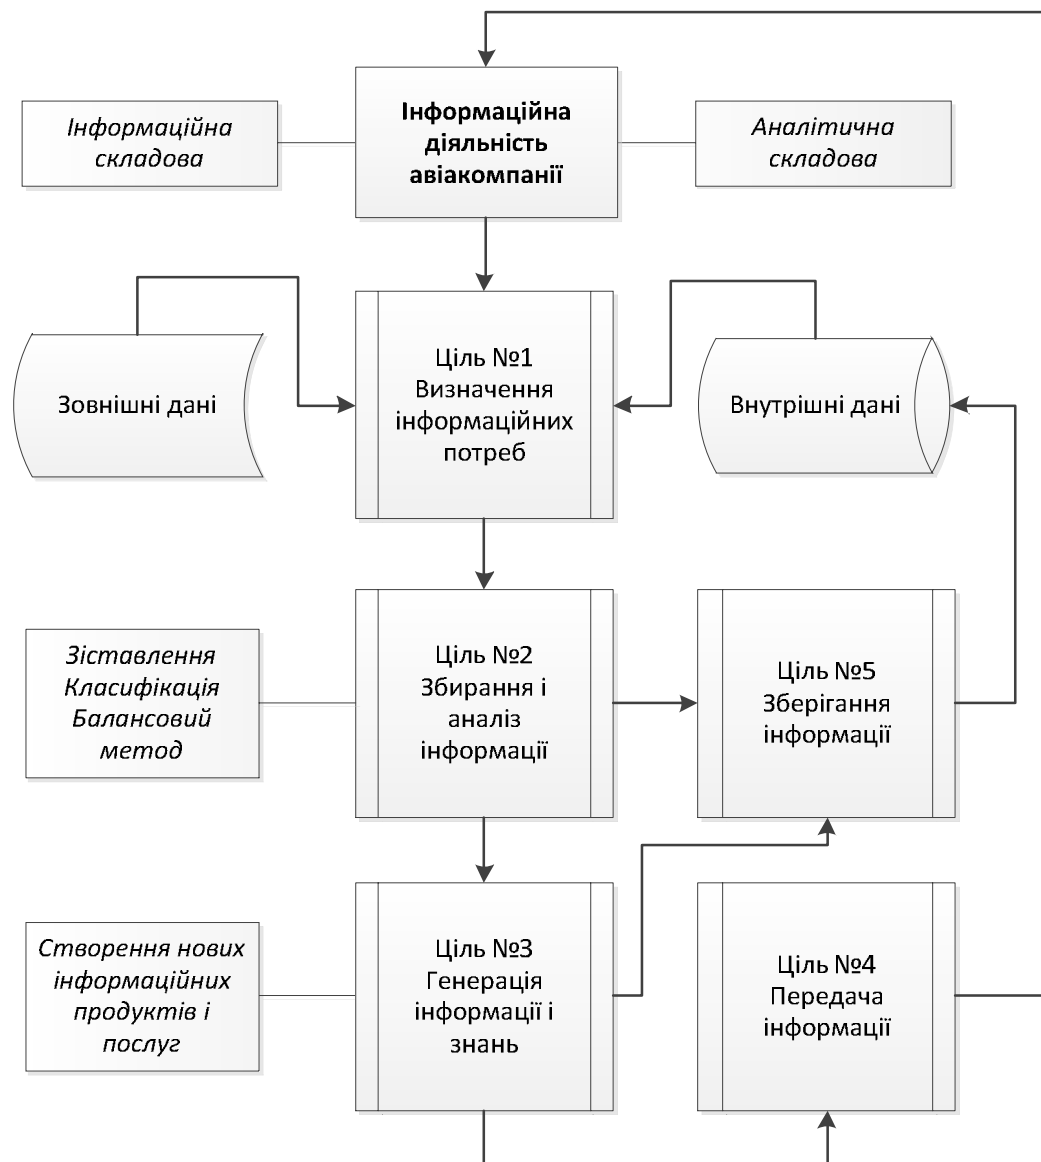 Інформаційна
діяльність
авіакомпанії
Інформаційна
складова
Аналітична
складова
Ціль №1
Визначення
інформаційних
потреб
Зовнішні дані
Внутрішні дані
Зіставлення
Класифікація
Балансовий
метод
Ціль №2
Збирання і
аналіз
інформації
Ціль №5
Зберігання
інформації
Створення нових
інформаційних
продуктів і
послуг
Ціль №3
Генерація
інформації і
знань
Ціль №4
Передача
інформації